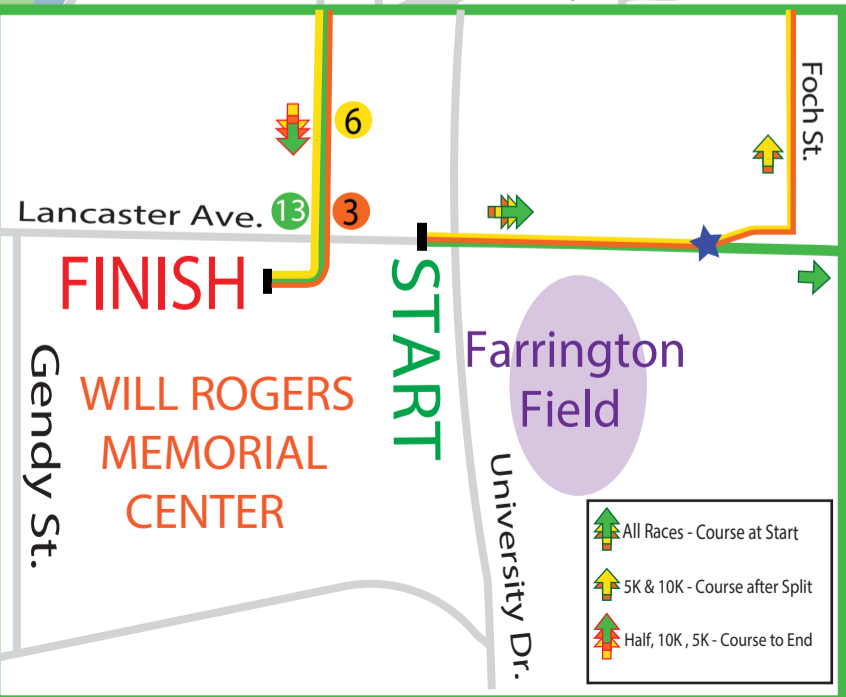 Foch St.
6
13
3
Lancaster Ave.
FINISH
START
Farrington
Field
Gendy St.
WILL ROGERS
MEMORIAL
CENTER
University Dr.
All Races - Course at Start
5K & 10K - Course after Split
Half, 10K , 5K - Course to End